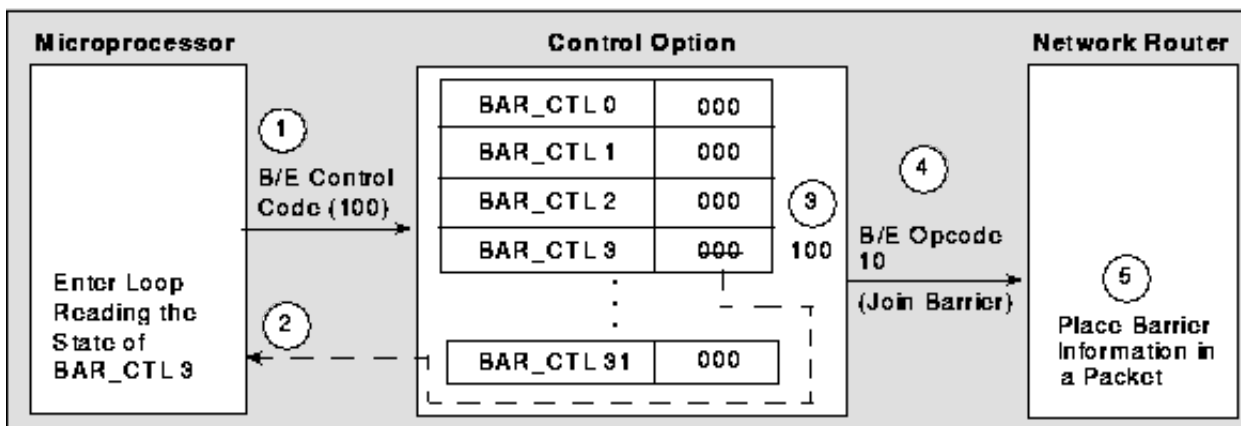 Microprocessor
Control Option
Network Router
1
B/E Control
Code (100)
Enter Loop
Reading the
State of
BAR_CTL 3
2
BAR_CTL 0 000
BAR_CTL 1 000
BAR_CTL 2 000
BAR_CTL 3 000
3
100
BAR_CTL 31 000
4
B/E Opcode
10
(Join Barrier)
5
Place Barrier
Information in
a Packet